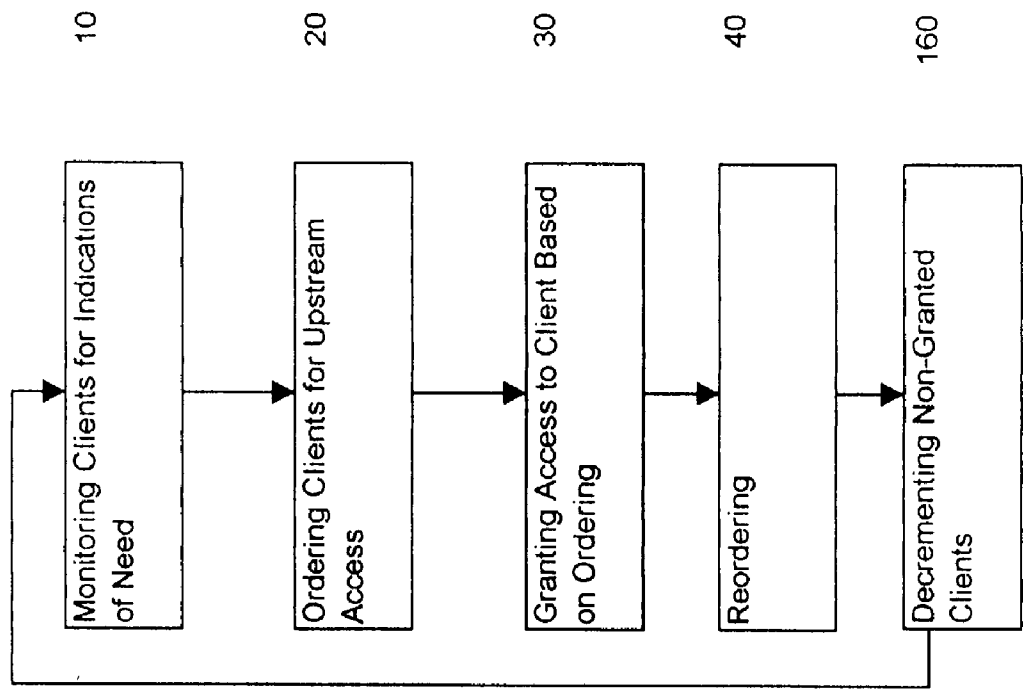 Monitoring Clients for Indications
of Need
10
Ordering Clients for Upstream
Access
20
Granting Access to Client Based
on Ordering
30
Reordering
40
Decrementing Non-Granted
Clients
160